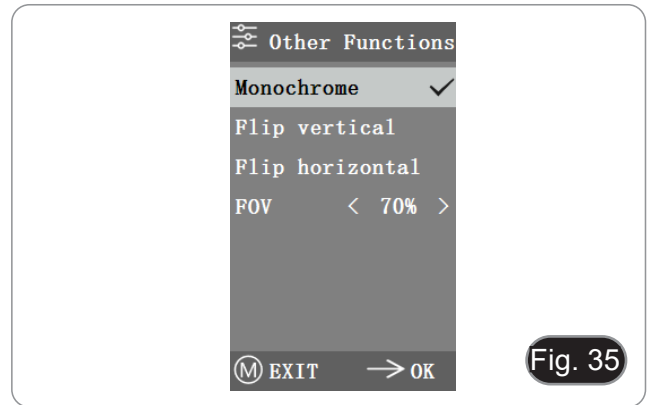 Other Functions
Monochrome
Flip vertical
Flip horizontal
FOV < 70% >
M EXIT → OK
Fig. 35